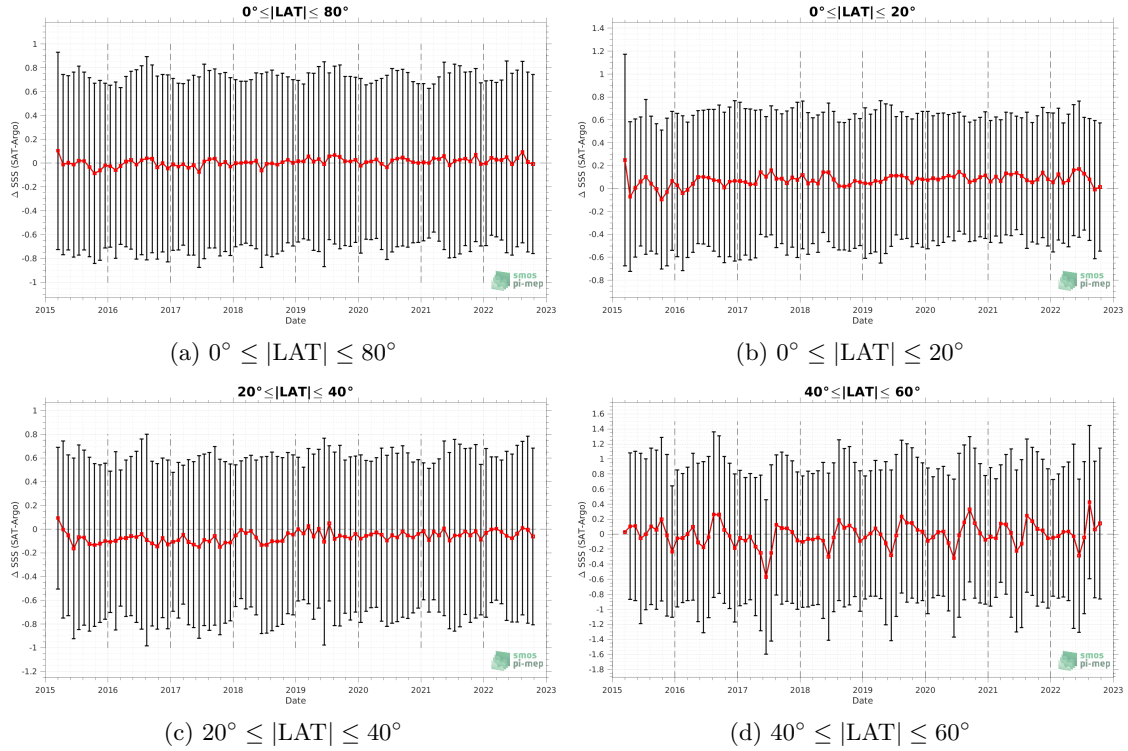 0°≤|LAT|≤ 80°
Δ SSS (SAT-Argo)
1
0.8
0.6
0.4
0.2
0
-0.2
-0.4
-0.6
-0.8
-1
2015 2016 2017 2018 2019 2020 2021 2022 2023
Date
smos
pi-mep
(a) 0° ≤ |LAT| ≤ 80°
0°≤|LAT|≤ 20°
Δ SSS (SAT-Argo)
1.4
1.2
1
0.8
0.6
0.4
0.2
0
-0.2
-0.4
-0.6
-0.8
2015 2016 2017 2018 2019 2020 2021 2022 2023
Date
smos
pi-mep
(b) 0° ≤ |LAT| ≤ 20°
20°≤|LAT|≤ 40°
Δ SSS (SAT-Argo)
1
0.8
0.6
0.4
0.2
0
-0.2
-0.4
-0.6
-0.8
-1
-1.2
2015 2016 2017 2018 2019 2020 2021 2022 2023
Date
smos
pi-mep
(c) 20° ≤ |LAT| ≤ 40°
40°≤|LAT|≤ 60°
Δ SSS (SAT-Argo)
1.6
1.4
1.2
1
0.8
0.6
0.4
0.2
0
-0.2
-0.4
-0.6
-0.8
-1
-1.2
-1.4
-1.6
-1.8
2015 2016 2017 2018 2019 2020 2021 2022 2023
Date
smos
pi-mep
(d) 40° ≤ |LAT| ≤ 60°